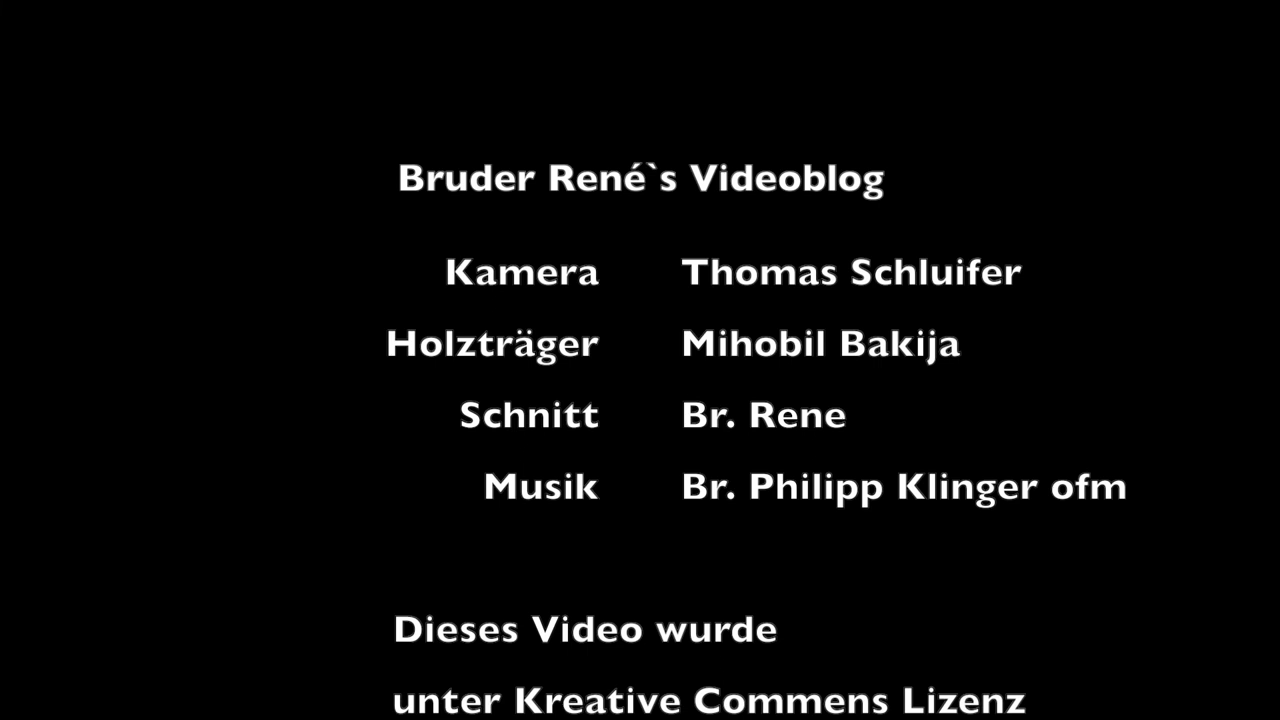 Bruder René`s Videoblog
Kamera Thomas Schluifer
Holzträger Mihobil Bakija
Schnitt Br. Rene
Musik Br. Philipp Klinger ofm
Dieses Video wurde
unter Kreative Commens Lizenz